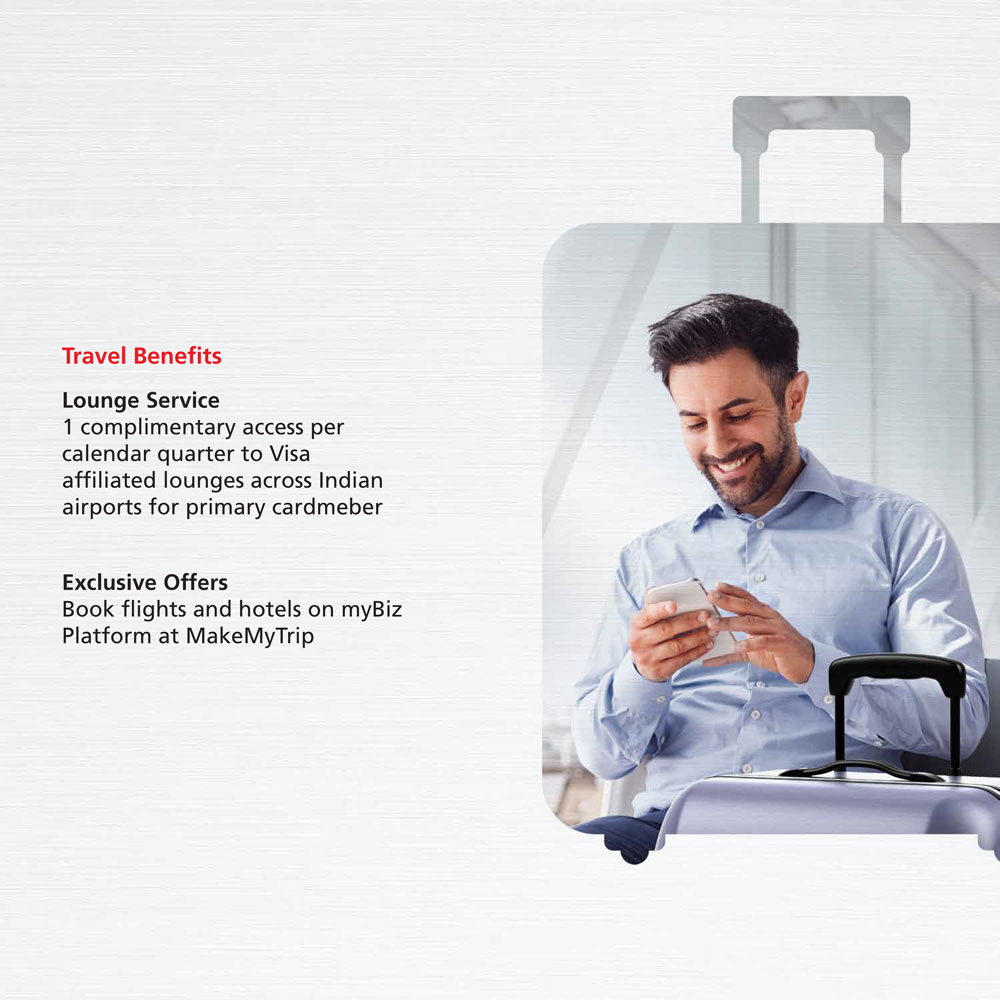 Travel Benefits
Lounge Service
1 complimentary access per
calendar quarter to Visa
affiliated lounges across Indian
airports for primary cardmeber
Exclusive Offers
Book flights and hotels on myBiz
Platform at MakeMyTrip